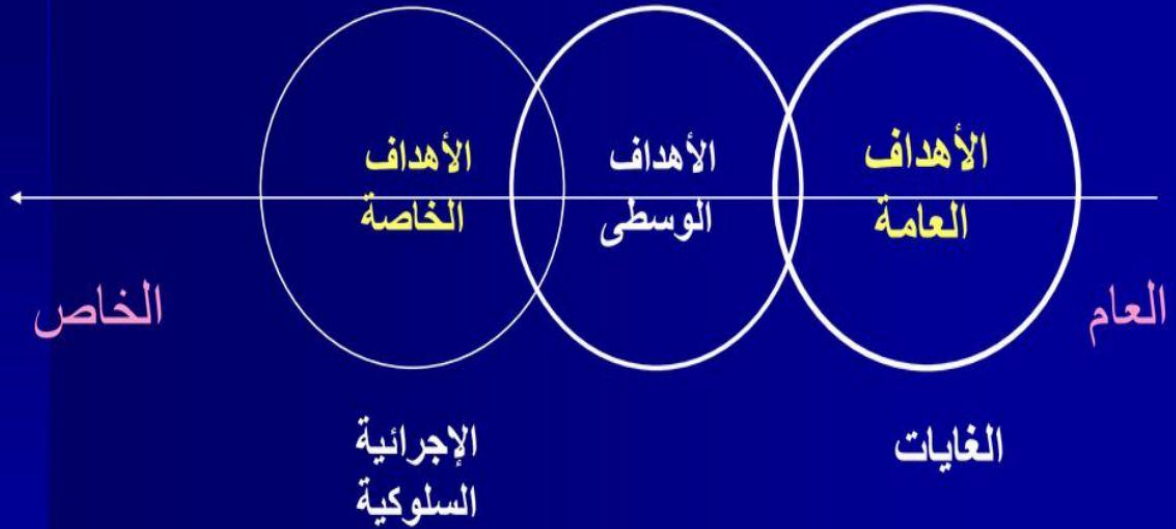 الأهداف
العامة
الأهداف
الوسطى
الأهداف
الخاصة
العام
الخاص
الغايات
الإجرائية
السلوكية